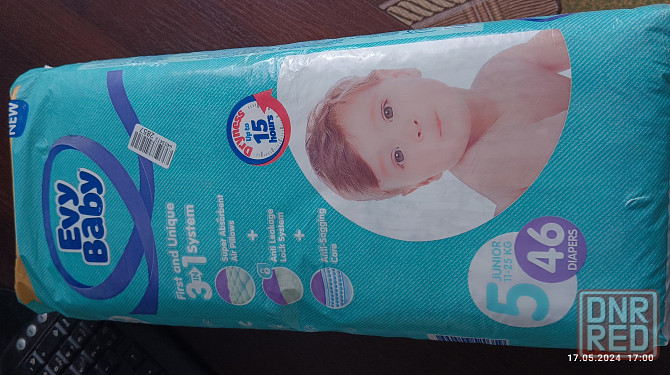 NEW
Evy
Baby
Dryness
Up to
15
hours
First and Unique
3 in 1 System
Super Absorbent
Air Pillows
+
Anti Leakage
Lock System
+
Anti-Sagging
Core
5
JUNIOR
11-25 KG
46
DIAPERS
DNR
RED
17.05.2024 17:00